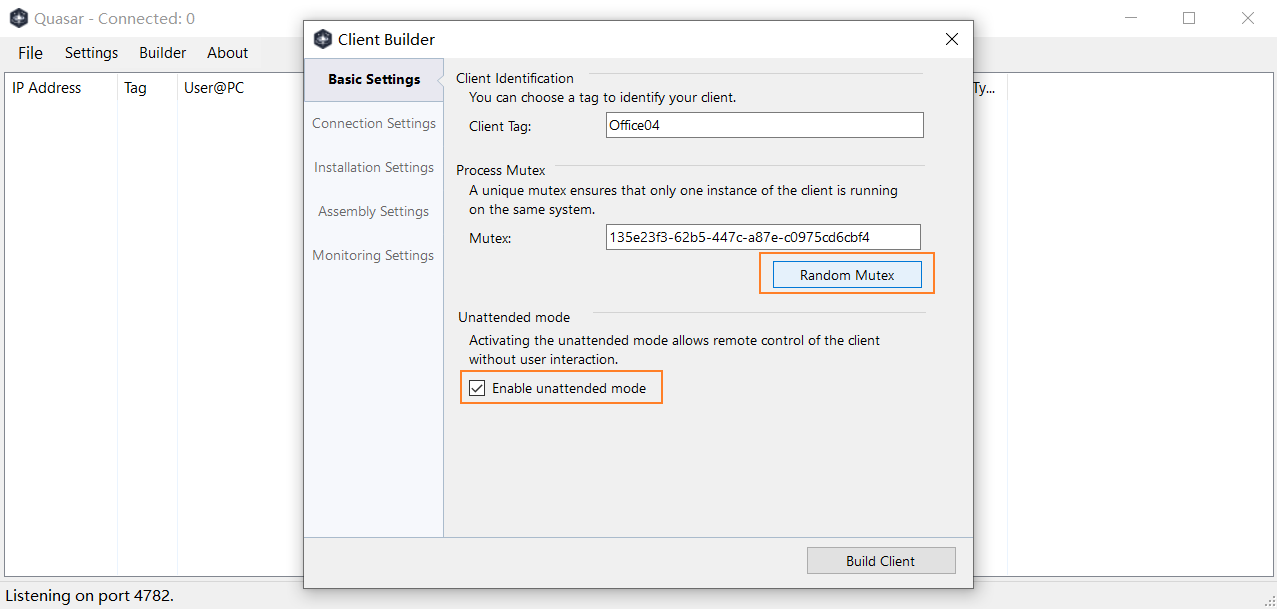 Quasar - Connected: 0
File Settings Builder About
IP Address Tag User@PC Ty...
Client Builder
Basic Settings
Connection Settings
Installation Settings
Assembly Settings
Monitoring Settings
Client Identification
You can choose a tag to identify your client.
Client Tag: Office04
Process Mutex
A unique mutex ensures that only one instance of the client is running
on the same system.
Mutex: 135e23f3-62b5-447c-a87e-c0975cd6cbf4
Random Mutex
Unattended mode
Activating the unattended mode allows remote control of the client
without user interaction.
Enable unattended mode
Build Client
Listening on port 4782.